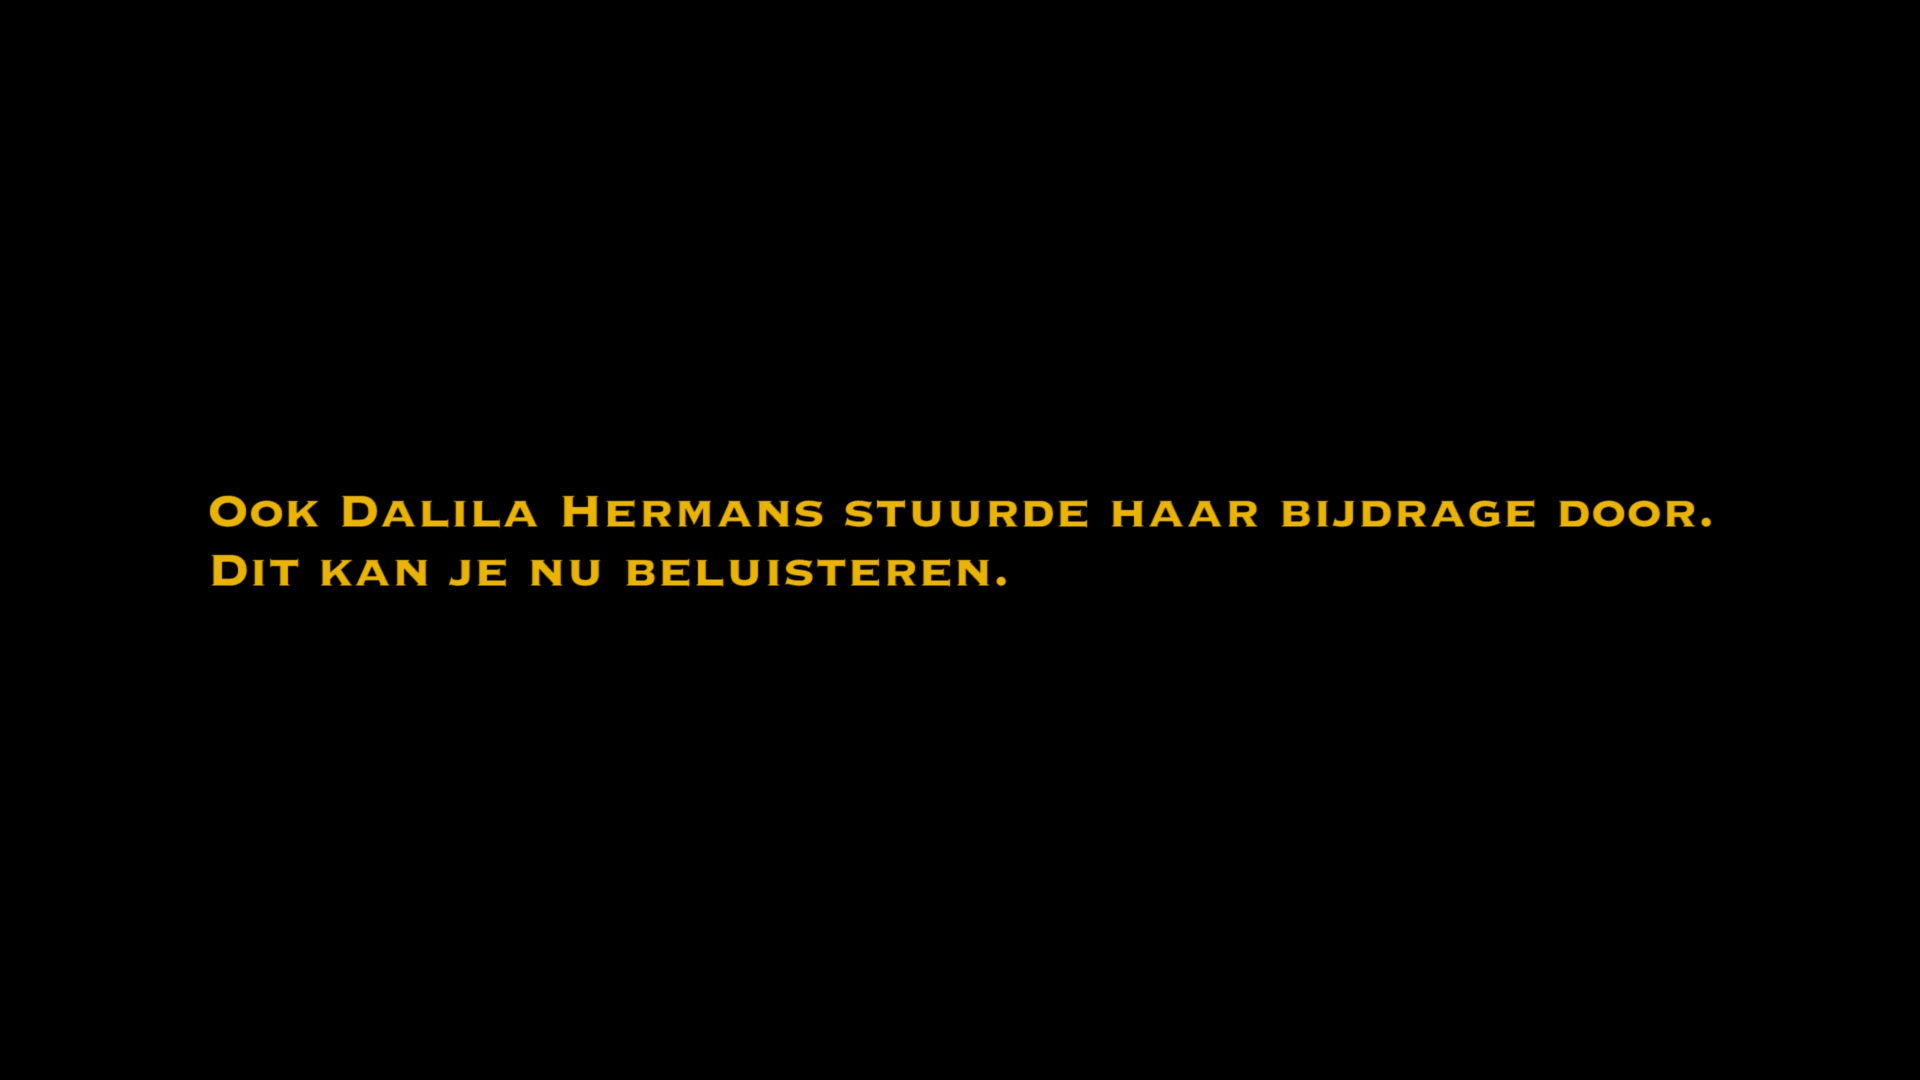 Ook Dalila Hermans stuurde haar bijdrage door.
Dit kan je nu beluisteren.